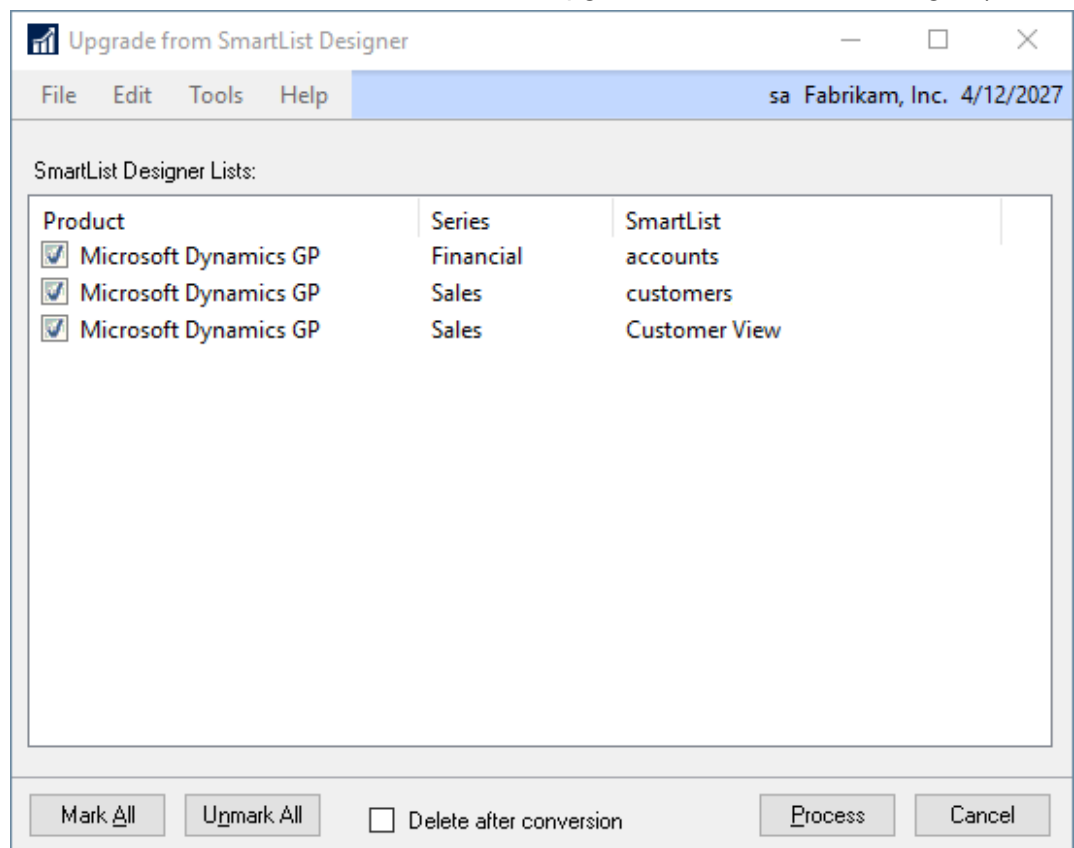 Upgrade from SmartList Designer
File Edit Tools Help sa Fabrikam, Inc. 4/12/2027
SmartList Designer Lists:
Product Series SmartList
Microsoft Dynamics GP Financial accounts
Microsoft Dynamics GP Sales customers
Microsoft Dynamics GP Sales Customer View
Mark All Unmark All Delete after conversion Process Cancel